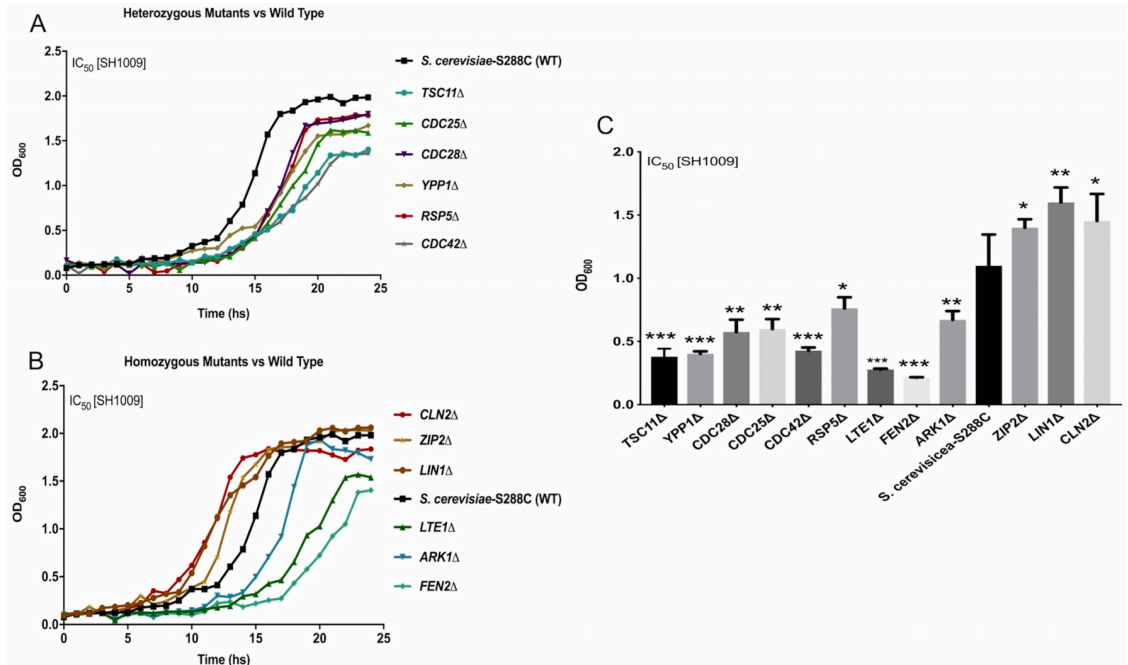 A
Heterozygous Mutants vs Wild Type
IC50 [SH1009]
2.5
2.0
1.5
1.0
0.5
0.0
OD600
0 5 10 15 20 25
Time (hs)
S. cerevisiae-S288C (WT)
TSC11Δ
CDC25Δ
CDC28Δ
YPP1Δ
RSP5Δ
CDC42Δ
B
Homozygous Mutants vs Wild Type
IC50 [SH1009]
2.5
2.0
1.5
1.0
0.5
0.0
OD600
0 5 10 15 20 25
Time (hs)
CLN2Δ
ZIP2Δ
LIN1Δ
S. cerevisiae-S288C (WT)
LTE1Δ
ARK1Δ
FEN2Δ
C
IC50 [SH1009]
2.0
1.5
1.0
0.5
0.0
OD600
*** *** ** ** *** * *** *** ** * ** *
TSC11Δ
YPP1Δ
CDC28Δ
CDC25Δ
CDC42Δ
RSP5Δ
LTE1Δ
FEN2Δ
ARK1Δ
S. cerevisicea-S288C
ZIP2Δ
LIN1Δ
CLN2Δ